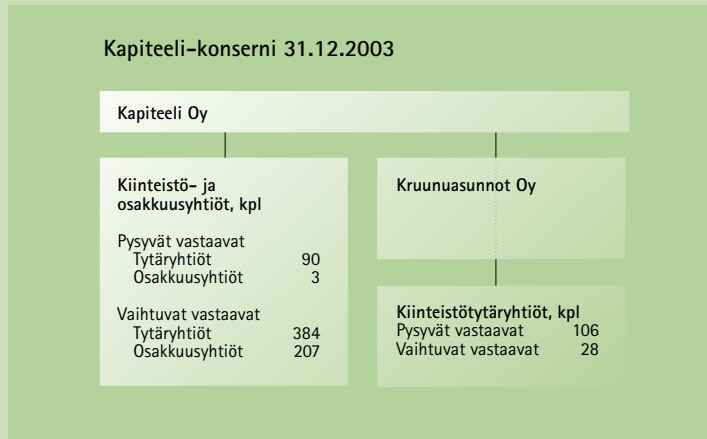 Kapiteeli-konserni 31.12.2003
Kapiteeli Oy
Kiinteistö- ja
osakkuusyhtiöt, kpl
Pysyvät vastaavat
Tytäryhtiöt 90
Osakkuusyhtiöt 3
Vaihtuvat vastaavat
Tytäryhtiöt 384
Osakkuusyhtiöt 207
Kruunuasunnot Oy
Kiinteistötytäryhtiöt, kpl
Pysyvät vastaavat 106
Vaihtuvat vastaavat 28